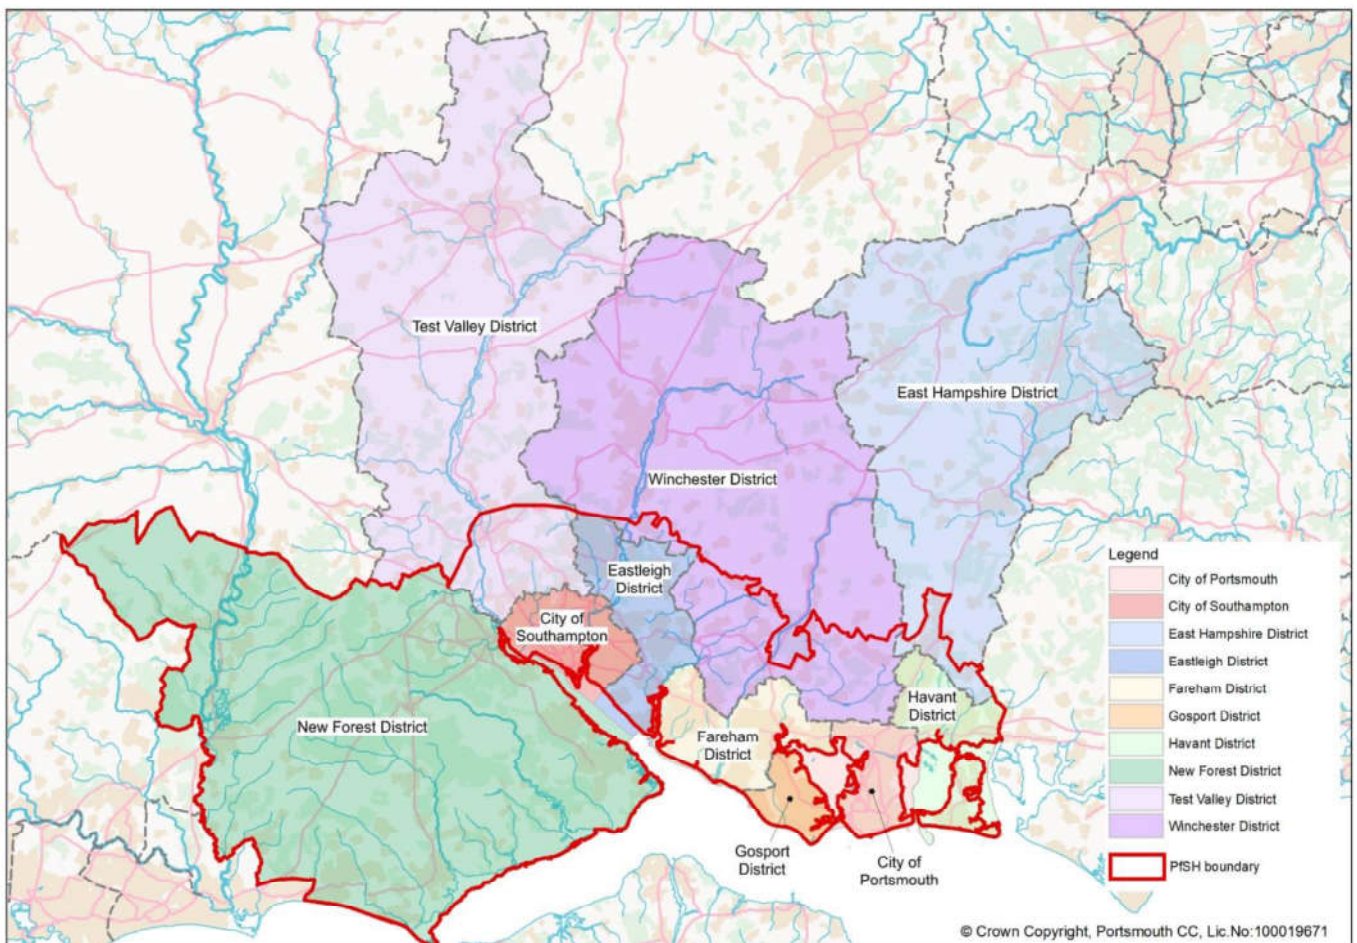 Test Valley District
East Hampshire District
Winchester District
Eastleigh
District
City of
Southampton
Havant
District
New Forest District
Fareham
District
Gosport
District
City of
Portsmouth
Legend
City of Portsmouth
City of Southampton
East Hampshire District
Eastleigh District
Fareham District
Gosport District
Havant District
New Forest District
Test Valley District
Winchester District
PfSH boundary
© Crown Copyright, Portsmouth CC, Lic.No:100019671